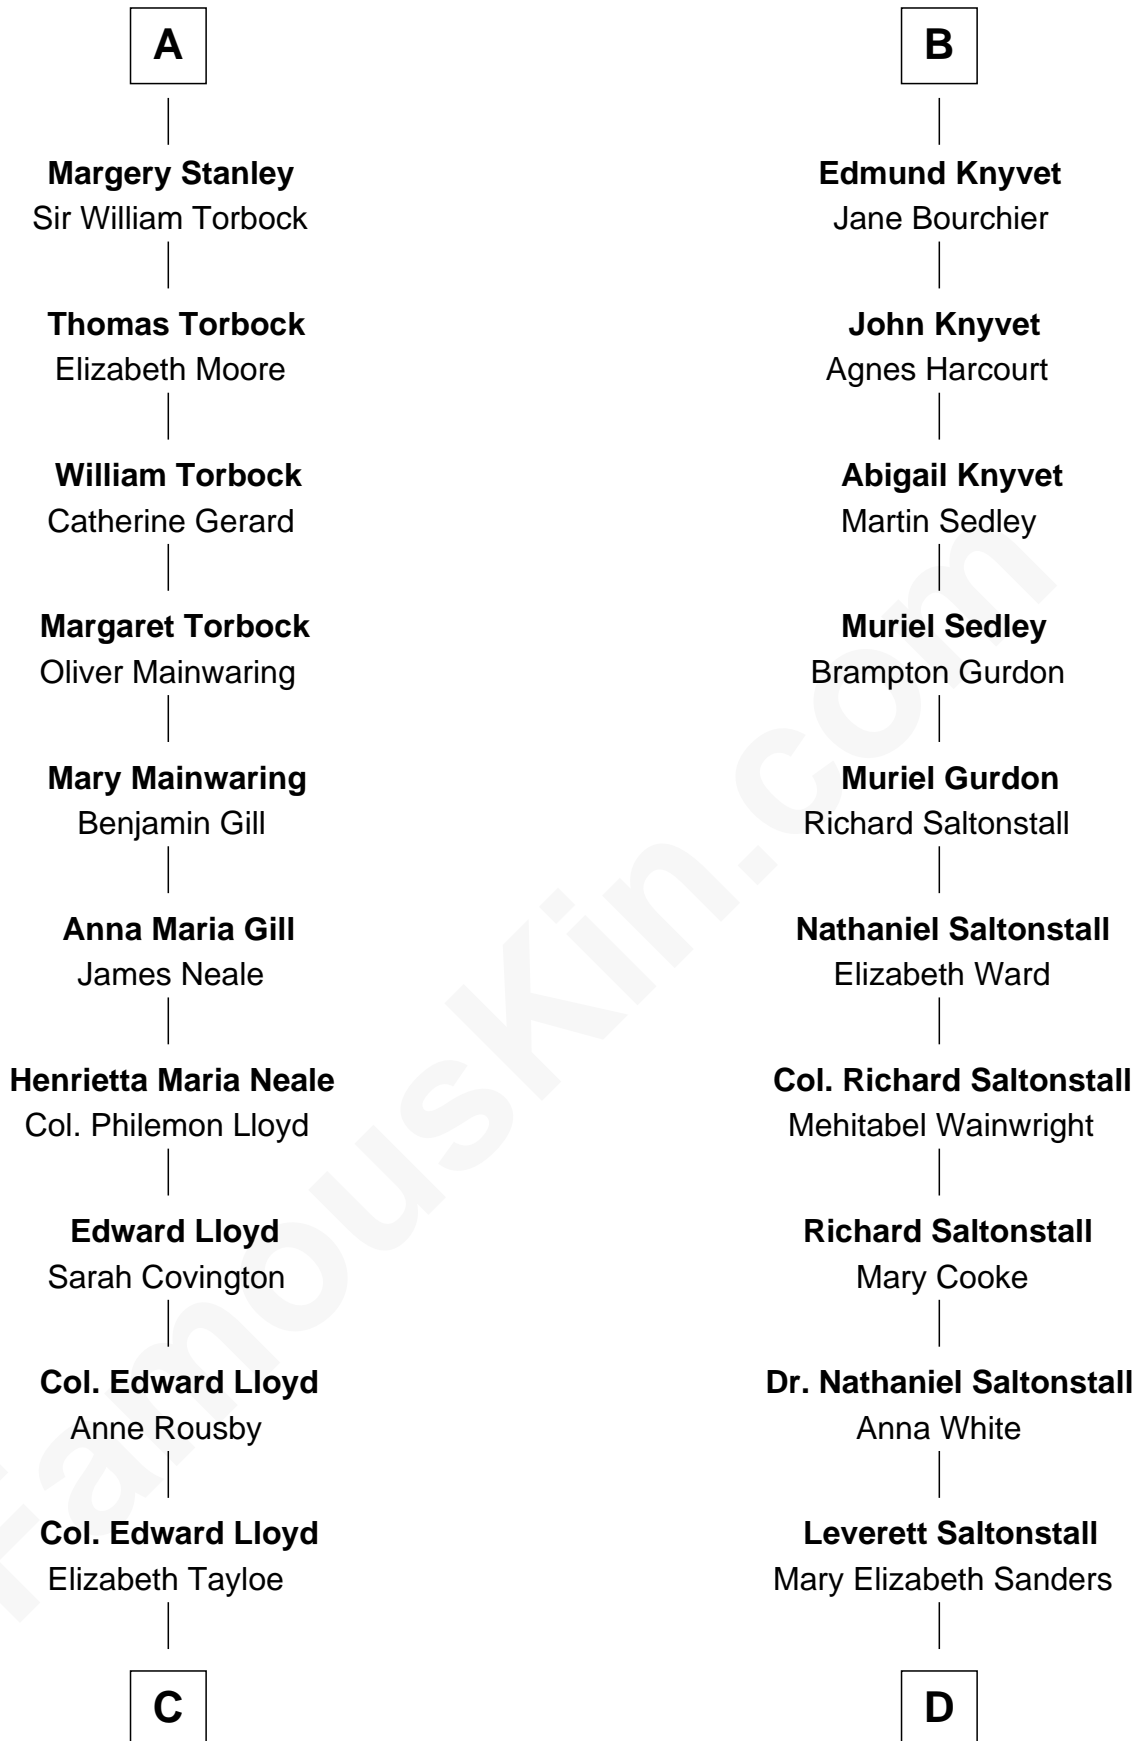 A
Margery Stanley
Sir William Torbock
Thomas Torbock
Elizabeth Moore
William Torbock
Catherine Gerard
Margaret Torbock
Oliver Mainwaring
Mary Mainwaring
Benjamin Gill
Anna Maria Gill
James Neale
Henrietta Maria Neale
Col. Philemon Lloyd
Edward Lloyd
Sarah Covington
Col. Edward Lloyd
Anne Rousby
Col. Edward Lloyd
Elizabeth Tayloe
C
B
Edmund Knyvet
Jane Bourchier
John Knyvet
Agnes Harcourt
Abigail Knyvet
Martin Sedley
Muriel Sedley
Brampton Gurdon
Muriel Gurdon
Richard Saltonstall
Nathaniel Saltonstall
Elizabeth Ward
Col. Richard Saltonstall
Mehitabel Wainwright
Richard Saltonstall
Mary Cooke
Dr. Nathaniel Saltonstall
Anna White
Leverett Saltonstall
Mary Elizabeth Sanders
D
FamousKin.com